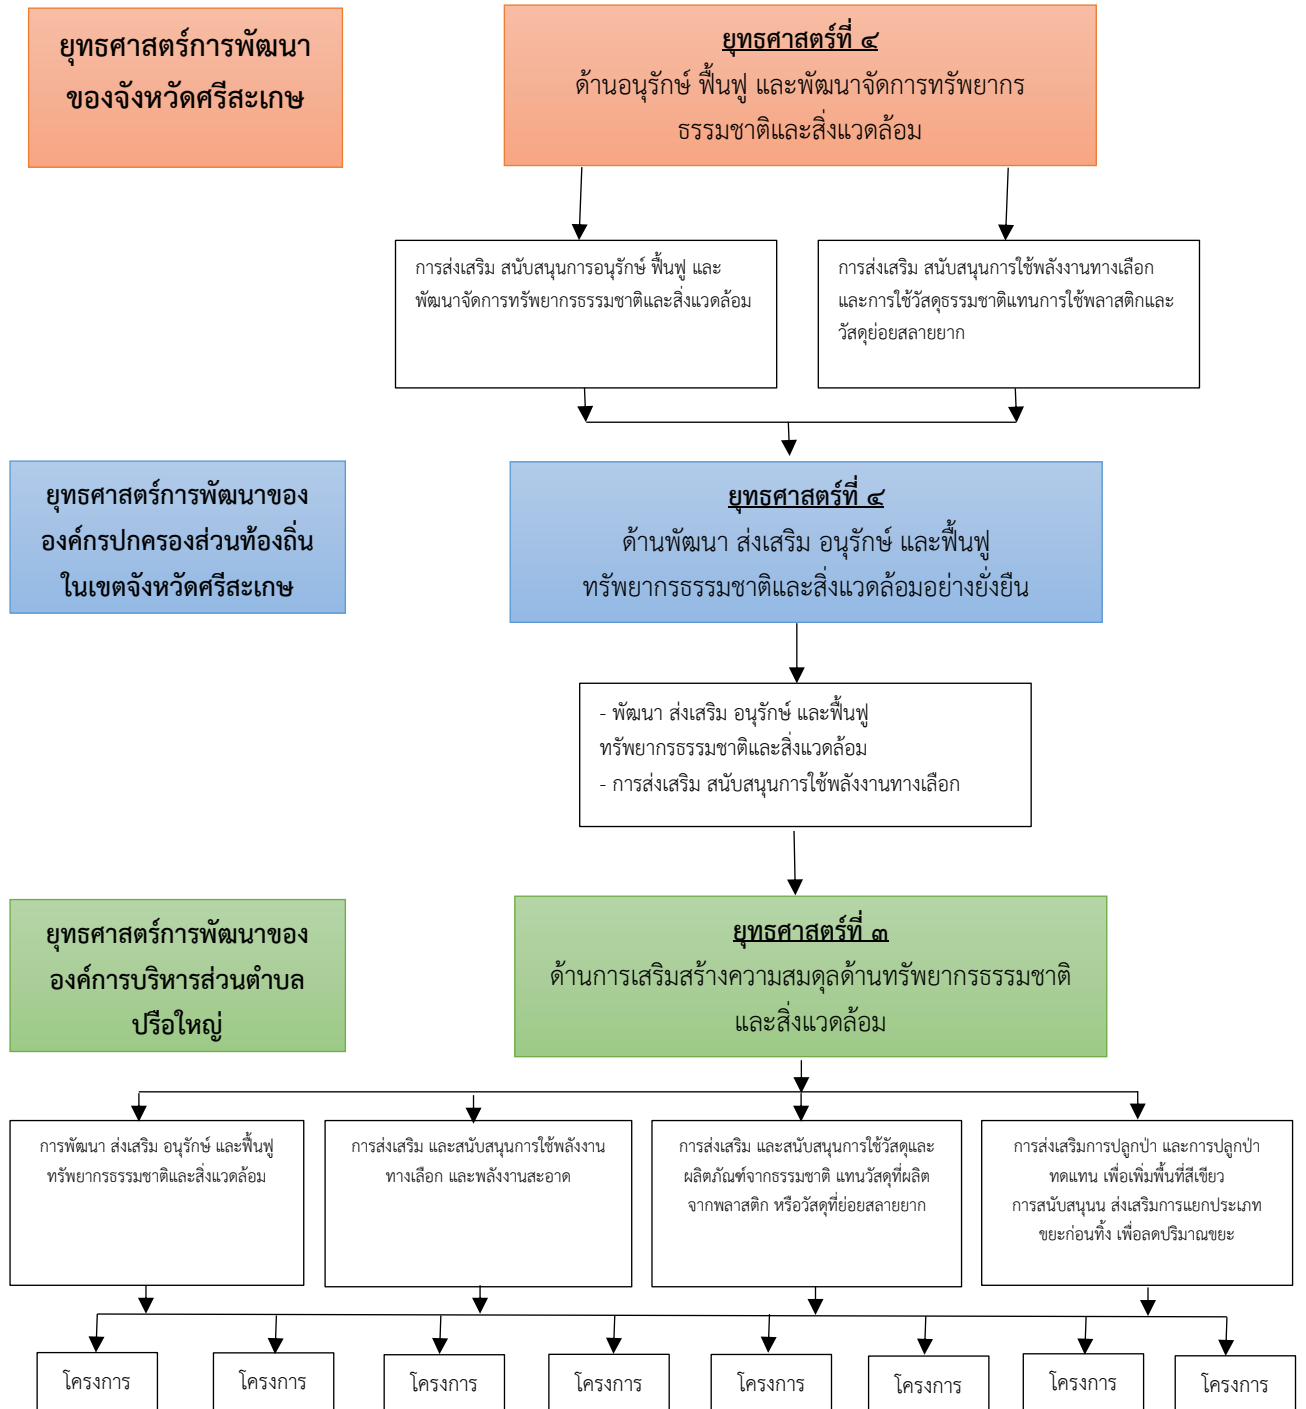 ยุทธศาสตร์การพัฒนา
ของจังหวัดศรีสะเกษ
ยุทธศาสตร์ที่ ๔
ด้านอนุรักษ์ ฟื้นฟู และพัฒนาจัดการทรัพยากร
ธรรมชาติและสิ่งแวดล้อม
การส่งเสริม สนับสนุนการอนุรักษ์ ฟื้นฟู และ
พัฒนาจัดการทรัพยากรธรรมชาติและสิ่งแวดล้อม
การส่งเสริม สนับสนุนการใช้พลังงานทางเลือก
และการใช้วัสดุธรรมชาติแทนการใช้พลาสติกและ
วัสดุย่อยสลายยาก
ยุทธศาสตร์การพัฒนาของ
องค์กรปกครองส่วนท้องถิ่น
ในเขตจังหวัดศรีสะเกษ
ยุทธศาสตร์ที่ ๔
ด้านพัฒนา ส่งเสริม อนุรักษ์ และฟื้นฟู
ทรัพยากรธรรมชาติและสิ่งแวดล้อมอย่างยั่งยืน
- พัฒนา ส่งเสริม อนุรักษ์ และฟื้นฟู
ทรัพยากรธรรมชาติและสิ่งแวดล้อม
- การส่งเสริม สนับสนุนการใช้พลังงานทางเลือก
ยุทธศาสตร์การพัฒนาของ
องค์การบริหารส่วนตำบล
ปรือใหญ่
ยุทธศาสตร์ที่ ๓
ด้านการเสริมสร้างความสมดุลด้านทรัพยากรธรรมชาติ
และสิ่งแวดล้อม
การพัฒนา ส่งเสริม อนุรักษ์ และฟื้นฟู
ทรัพยากรธรรมชาติและสิ่งแวดล้อม
การส่งเสริม และสนับสนุนการใช้พลังงาน
ทางเลือก และพลังงานสะอาด
การส่งเสริม และสนับสนุนการใช้วัสดุและ
ผลิตภัณฑ์จากธรรมชาติ แทนวัสดุที่ผลิต
จากพลาสติก หรือวัสดุที่ย่อยสลายยาก
การส่งเสริมการปลูกป่า และการปลูกป่า
ทดแทน เพื่อเพิ่มพื้นที่สีเขียว
การสนับสนุนน ส่งเสริมการแยกประเภท
ขยะก่อนทิ้ง เพื่อลดปริมาณขยะ
โครงการ
โครงการ
โครงการ
โครงการ
โครงการ
โครงการ
โครงการ
โครงการ